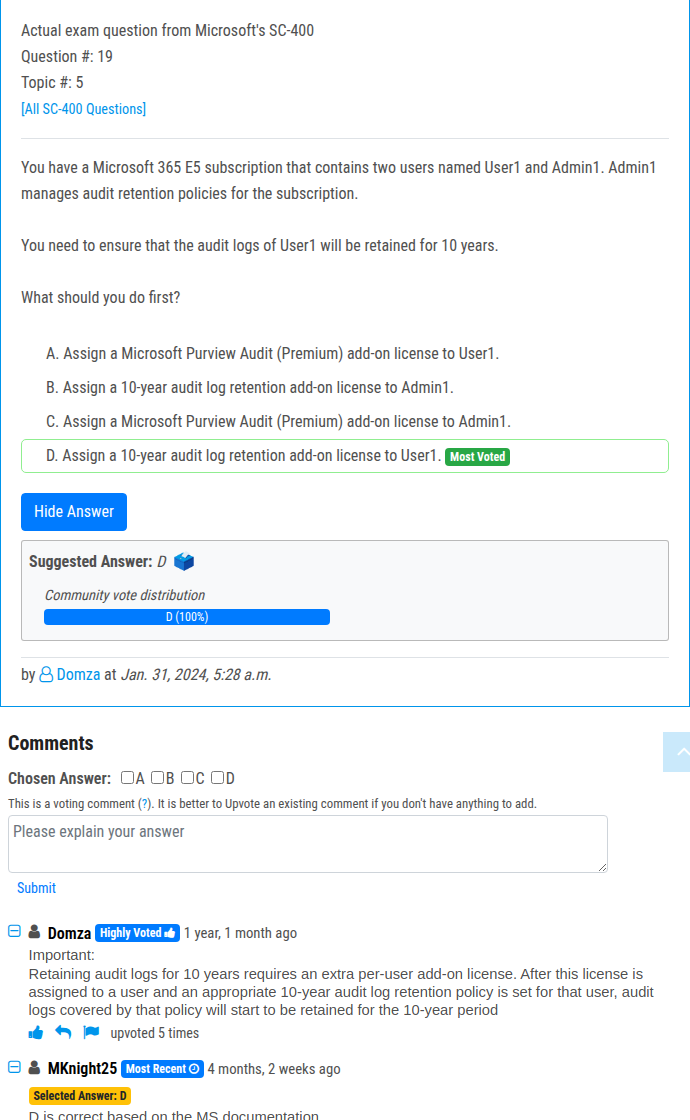 Actual exam question from Microsoft's SC-400
Question #: 19
Topic #: 5
[All SC-400 Questions]
You have a Microsoft 365 E5 subscription that contains two users named User1 and Admin1. Admin1
manages audit retention policies for the subscription.
You need to ensure that the audit logs of User1 will be retained for 10 years.
What should you do first?
A. Assign a Microsoft Purview Audit (Premium) add-on license to User1.
B. Assign a 10-year audit log retention add-on license to Admin1.
C. Assign a Microsoft Purview Audit (Premium) add-on license to Admin1.
D. Assign a 10-year audit log retention add-on license to User1. Most Voted
Hide Answer
Suggested Answer: D
Community vote distribution
D (100%)
by Domza at Jan. 31, 2024, 5:28 a.m.
Comments
Chosen Answer: A B C D
This is a voting comment (?). It is better to Upvote an existing comment if you don't have anything to add.
Please explain your answer
Submit
Domza Highly Voted 1 year, 1 month ago
Important:
Retaining audit logs for 10 years requires an extra per-user add-on license. After this license is
assigned to a user and an appropriate 10-year audit log retention policy is set for that user, audit
logs covered by that policy will start to be retained for the 10-year period
upvoted 5 times
MKnight25 Most Recent 4 months, 2 weeks ago
Selected Answer: D
D is correct based on the MS documentation